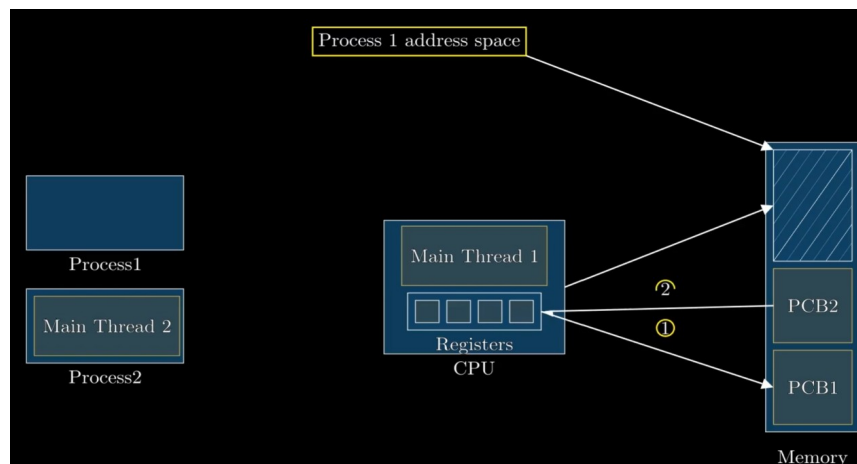 Process 1 address space
Process1
Main Thread 2
Process2
Main Thread 1
Registers
CPU
2
1
PCB2
PCB1
Memory